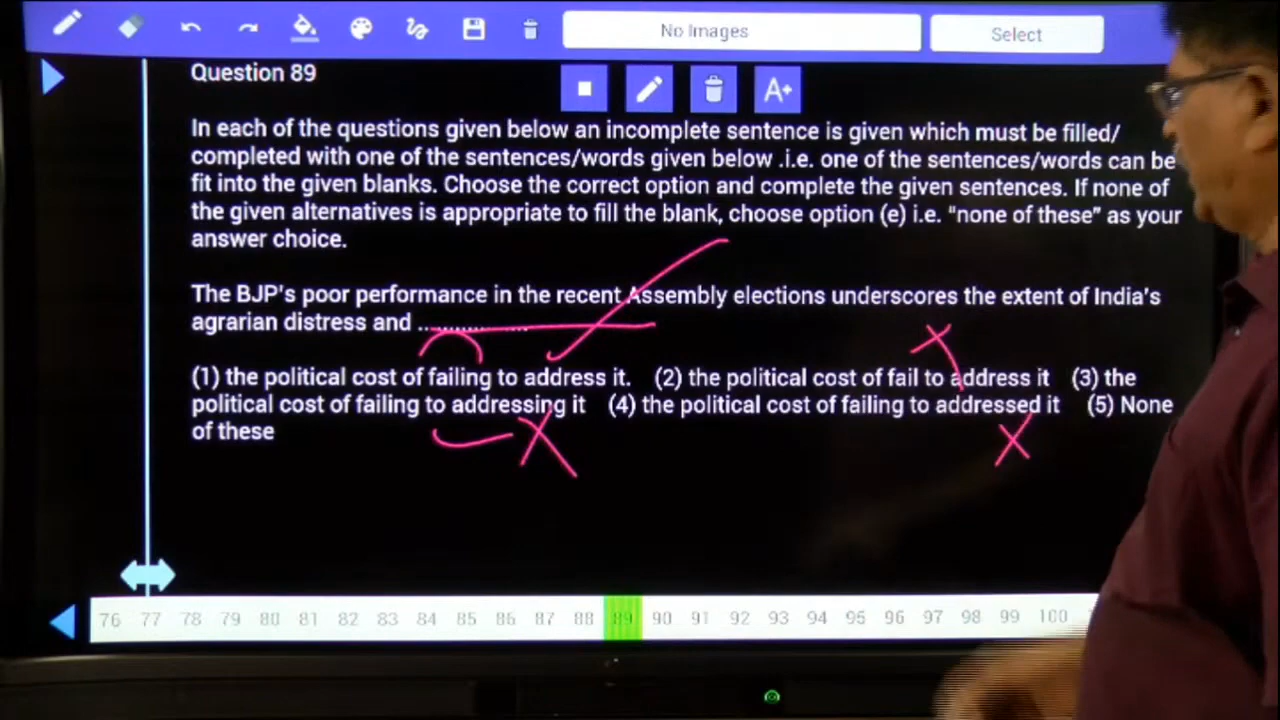 No Images
Select
Question 89
A+
In each of the questions given below an incomplete sentence is given which must be filled/
completed with one of the sentences/words given below .i.e. one of the sentences/words can be
fit into the given blanks. Choose the correct option and complete the given sentences. If none of
the given alternatives is appropriate to fill the blank, choose option (e) i.e. "none of these" as your
answer choice.
The BJP's poor performance in the recent Assembly elections underscores the extent of India's
agrarian distress and ..............
(1) the political cost of failing to address it. (2) the political cost of fail to address it (3) the
political cost of failing to addressing it (4) the political cost of failing to addressed it (5) None
of these
76 77 78 79 80 81 82 83 84 85 86 87 88 89 90 91 92 93 94 95 96 97 98 99 100